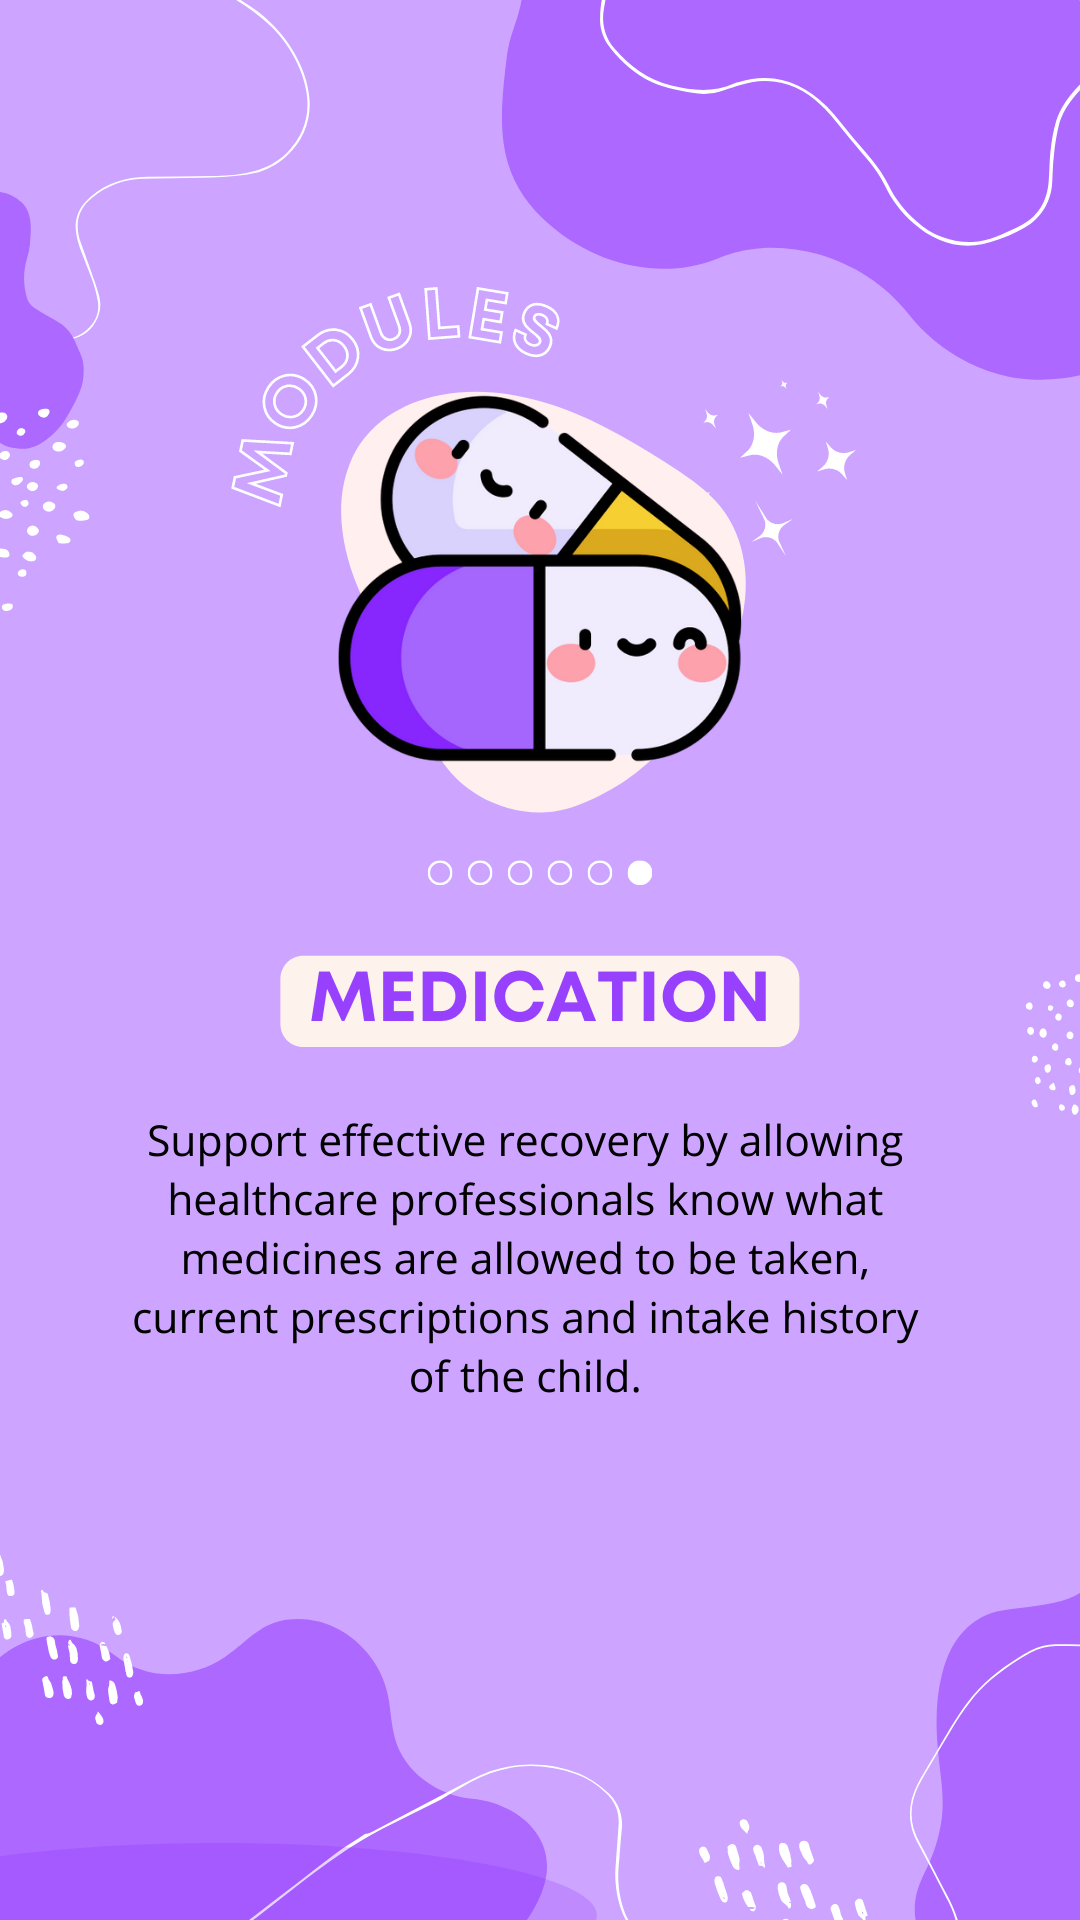 MODULES
MEDICATION
Support effective recovery by allowing
healthcare professionals know what
medicines are allowed to be taken,
current prescriptions and intake history
of the child.